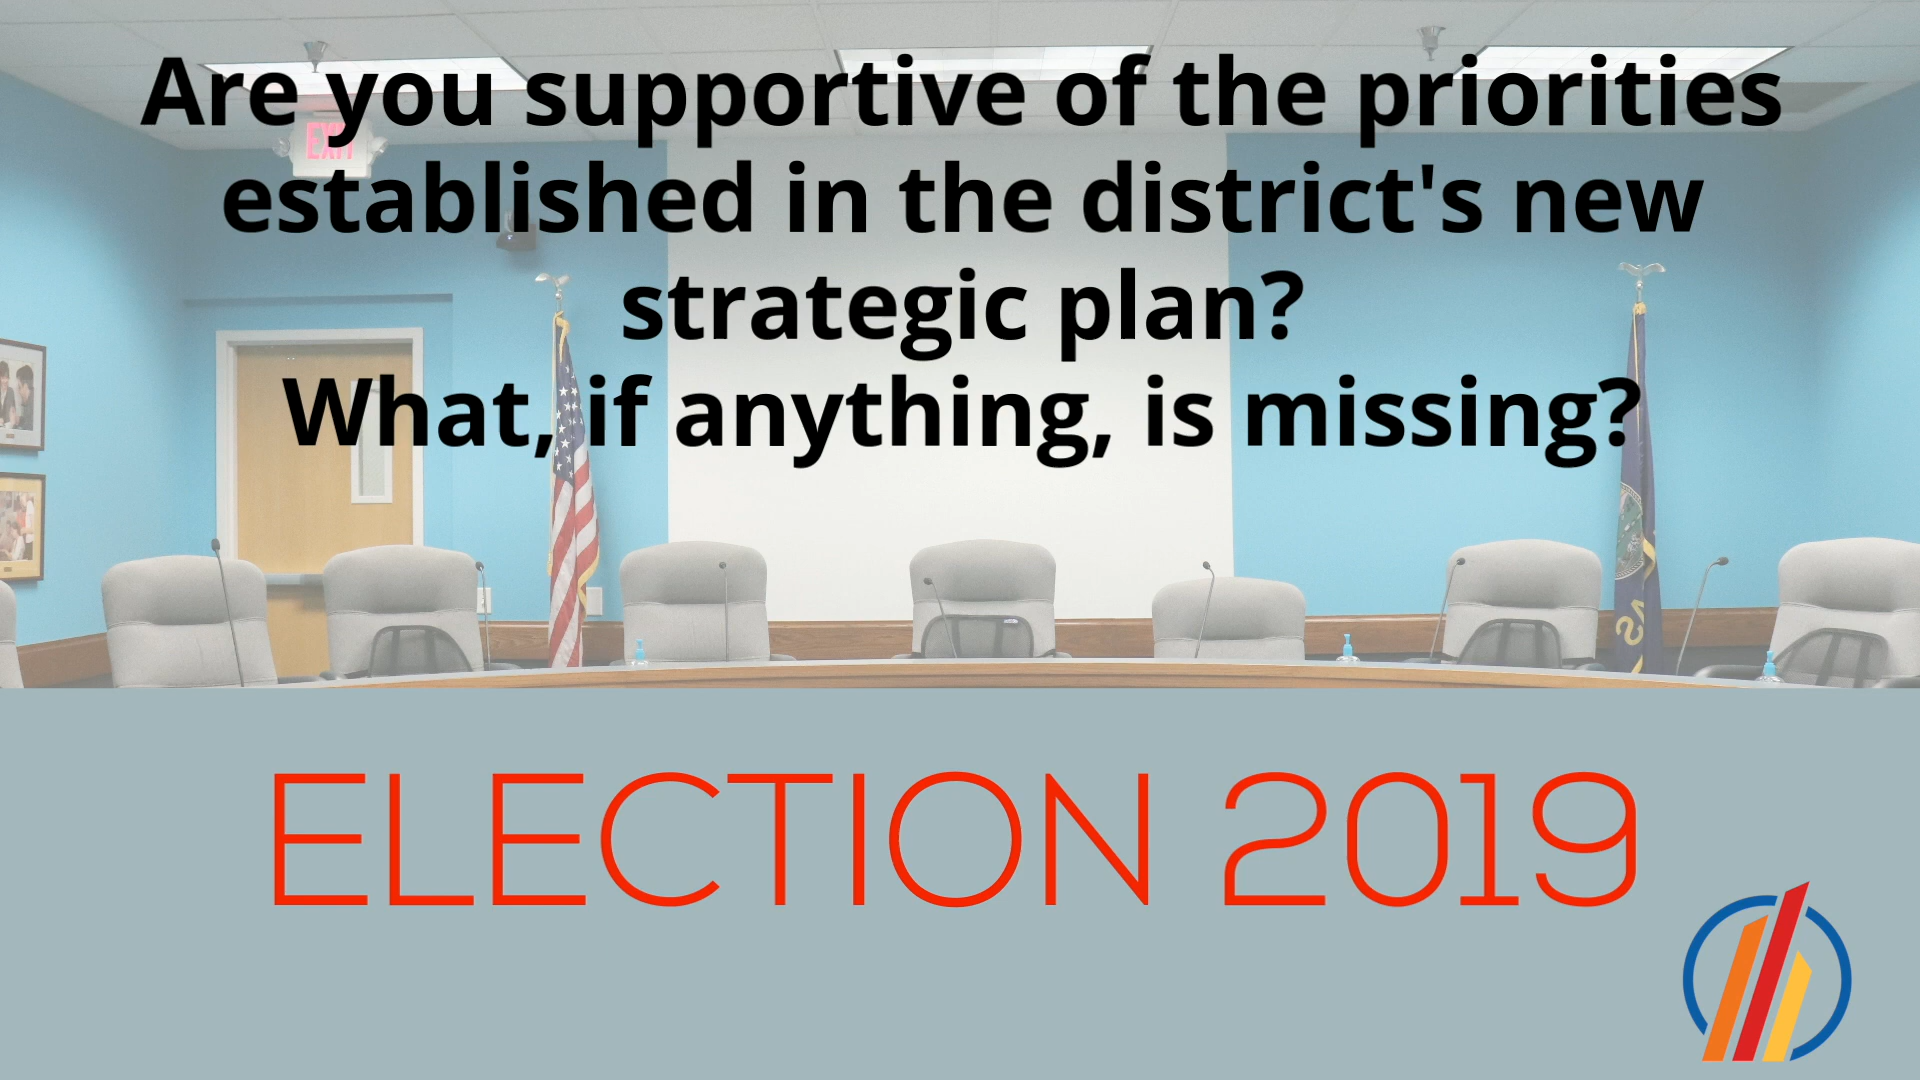 Are you supportive of the priorities
established in the district's new
strategic plan?
What, if anything, is missing?
EXIT
ELECTION 2019